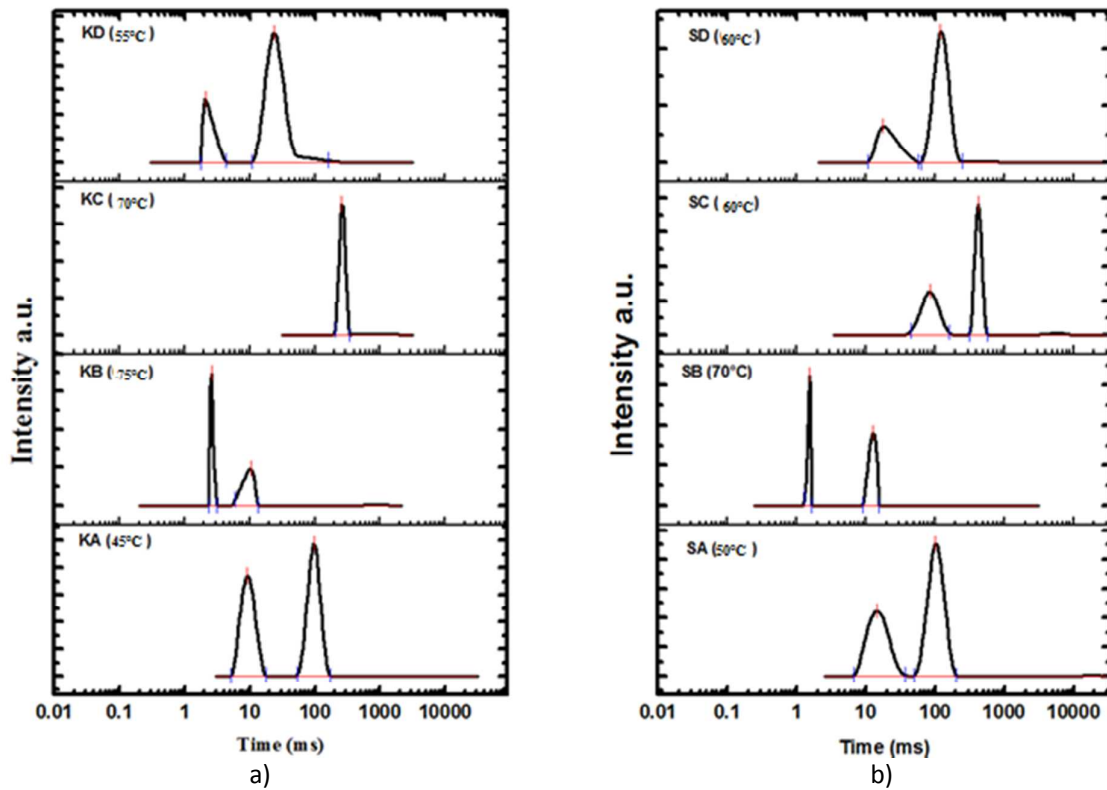 KD (55°C)
KC (70°C)
KB (75°C)
KA (45°C)
Intensity a.u.
0.01 0.1 1 10 100 1000 10000
Time (ms)
a)
SD (60°C)
SC (60°C)
SB (70°C)
SA (50°C)
Intensity a.u.
0.01 0.1 1 10 100 1000 10000
Time (ms)
b)